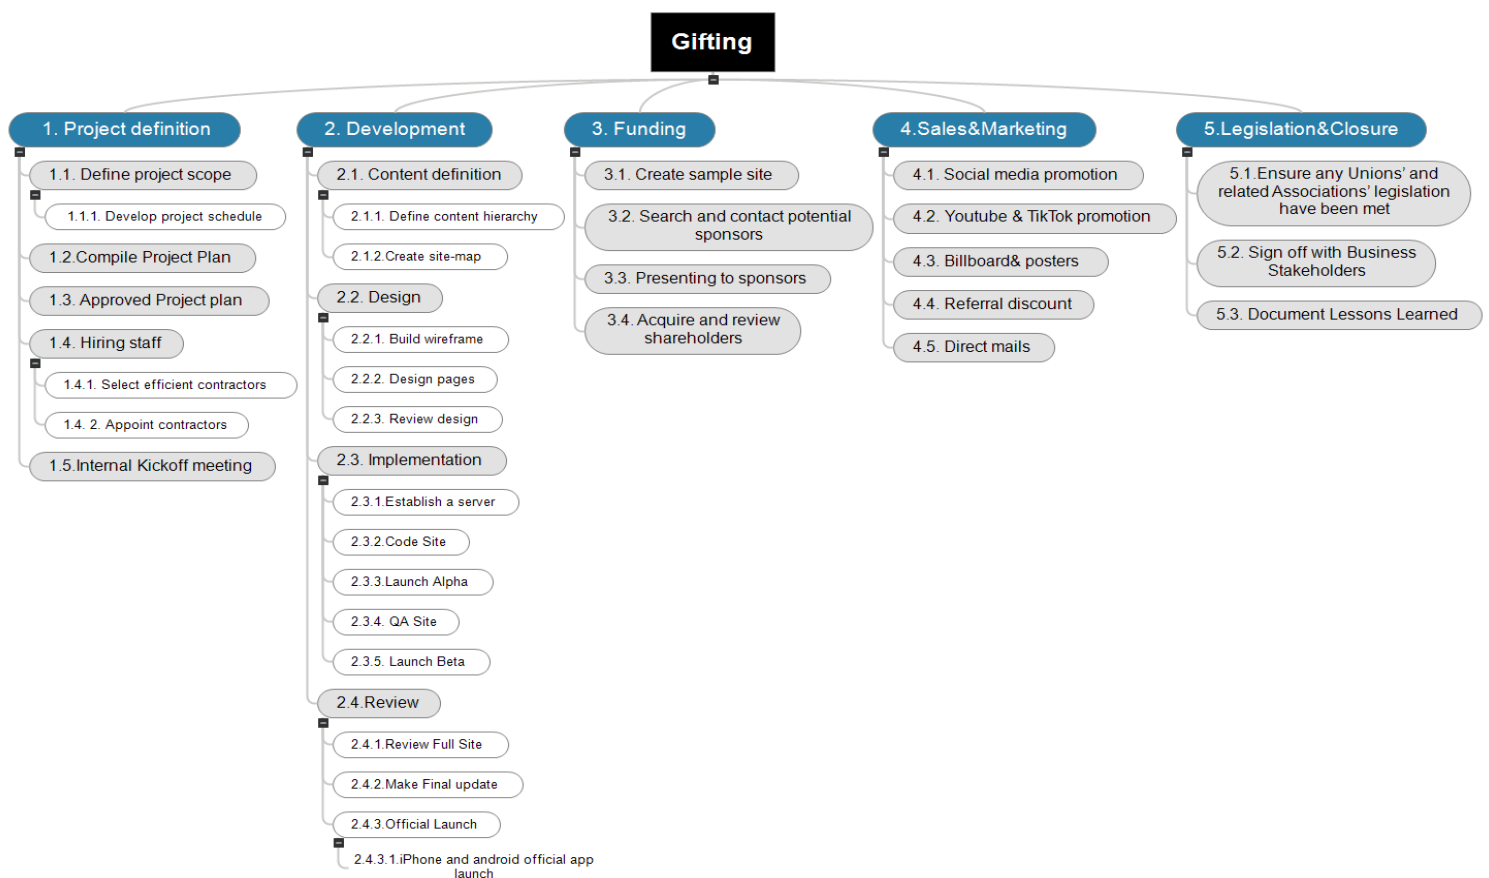 Gifting
1. Project definition
1.1. Define project scope
1.1.1. Develop project schedule
1.2.Compile Project Plan
1.3. Approved Project plan
1.4. Hiring staff
1.4.1. Select efficient contractors
1.4. 2. Appoint contractors
1.5.Internal Kickoff meeting
2. Development
2.1. Content definition
2.1.1. Define content hierarchy
2.1.2.Create site-map
2.2. Design
2.2.1. Build wireframe
2.2.2. Design pages
2.2.3. Review design
2.3. Implementation
2.3.1.Establish a server
2.3.2.Code Site
2.3.3.Launch Alpha
2.3.4. QA Site
2.3.5. Launch Beta
2.4.Review
2.4.1.Review Full Site
2.4.2.Make Final update
2.4.3.Official Launch
2.4.3.1.iPhone and android official app
launch
3. Funding
3.1. Create sample site
3.2. Search and contact potential
sponsors
3.3. Presenting to sponsors
3.4. Acquire and review
shareholders
4.Sales&Marketing
4.1. Social media promotion
4.2. Youtube & TikTok promotion
4.3. Billboard& posters
4.4. Referral discount
4.5. Direct mails
5.Legislation&Closure
5.1.Ensure any Unions’ and
related Associations’ legislation
have been met
5.2. Sign off with Business
Stakeholders
5.3. Document Lessons Learned